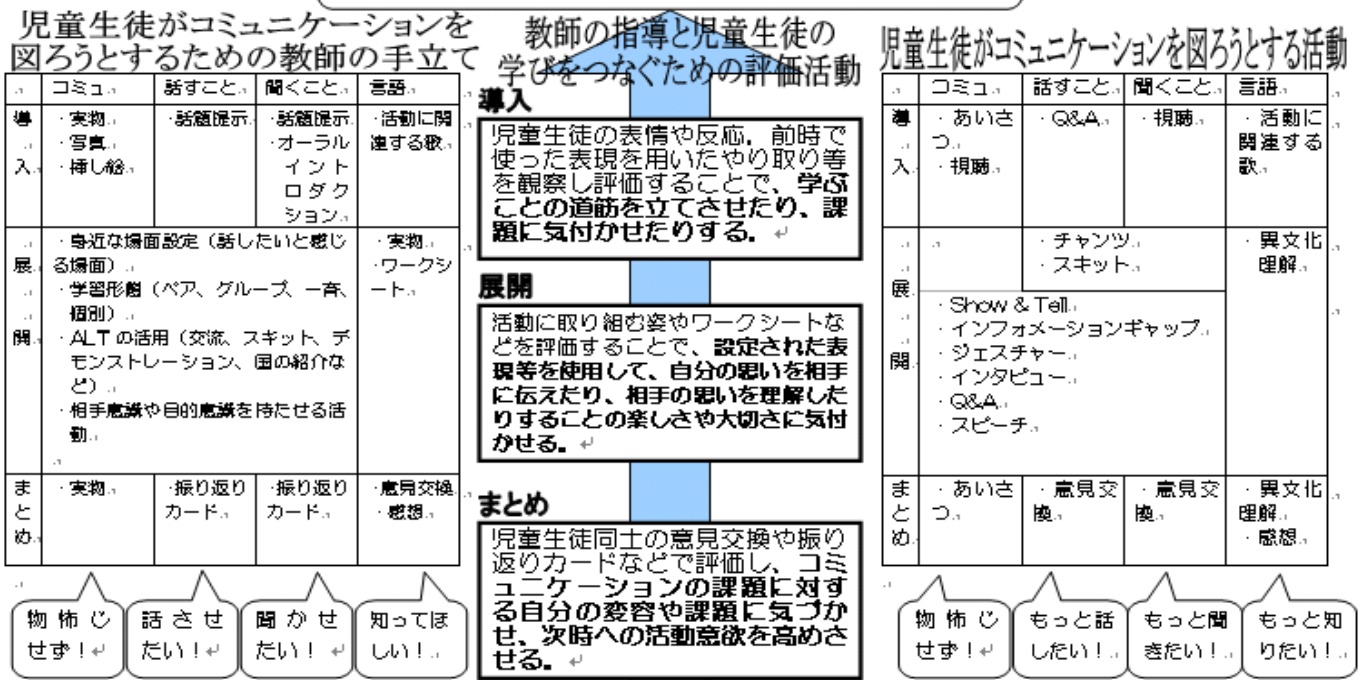 児童生徒がコミュニケーションを
図ろうとするための教師の手立て
コミュ 話すこと 聞くこと 言語
導入
・実物
・写真
・挿し絵
・話題提示
・話題提示
・オーラル
イント
ロダク
ション
・活動に関
連する歌
展開
・身近な場面設定（話したいと感じ
る場面）
・学習形態（ペア、グループ、一斉、
個別）
・ALTの活用（交流、スキット、デ
モンストレーション、国の紹介な
ど）
・相手意識や目的意識を持たせる活
動
・実物
・ワークシ
ート
まとめ
・実物
・振り返り
カード
・振り返り
カード
・意見交換
・感想
物怖じ
せず！
話させ
たい！
聞かせ
たい！
知ってほ
しい！
教師の指導と児童生徒の
学びをつなぐための評価活動
導入
児童生徒の表情や反応，前時で
使った表現を用いたやり取り等
を観察し評価することで、学ぶ
ことの道筋を立てさせたり、課
題に気付かせたりする。
展開
活動に取り組む姿やワークシートな
どを評価することで、設定された表
現等を使用して、自分の思いを相手
に伝えたり、相手の思いを理解した
りすることの楽しさや大切さに気付
かせる。
まとめ
児童生徒同士の意見交換や振り
返りカードなどで評価し、コミ
ュニケーションの課題に対す
る自分の変容や課題に気づか
せ、次時への活動意欲を高めさ
せる。
児童生徒がコミュニケーションを図ろうとする活動
コミュ 話すこと 聞くこと 言語
導入
・あいさ
つ
・視聴
・Q&A
・視聴
・活動に
関連する
歌
展開
・チャンツ
・スキット
・異文化
理解
・Show & Tell
・インフォメーションギャップ
・ジェスチャー
・インタビュー
・Q&A
・スピーチ
まとめ
・あいさ
つ
・意見交
換
・意見交
換
・異文化
理解
・感想
物怖じ
せず！
もっと話
したい！
もっと聞
きたい！
もっと知
りたい！